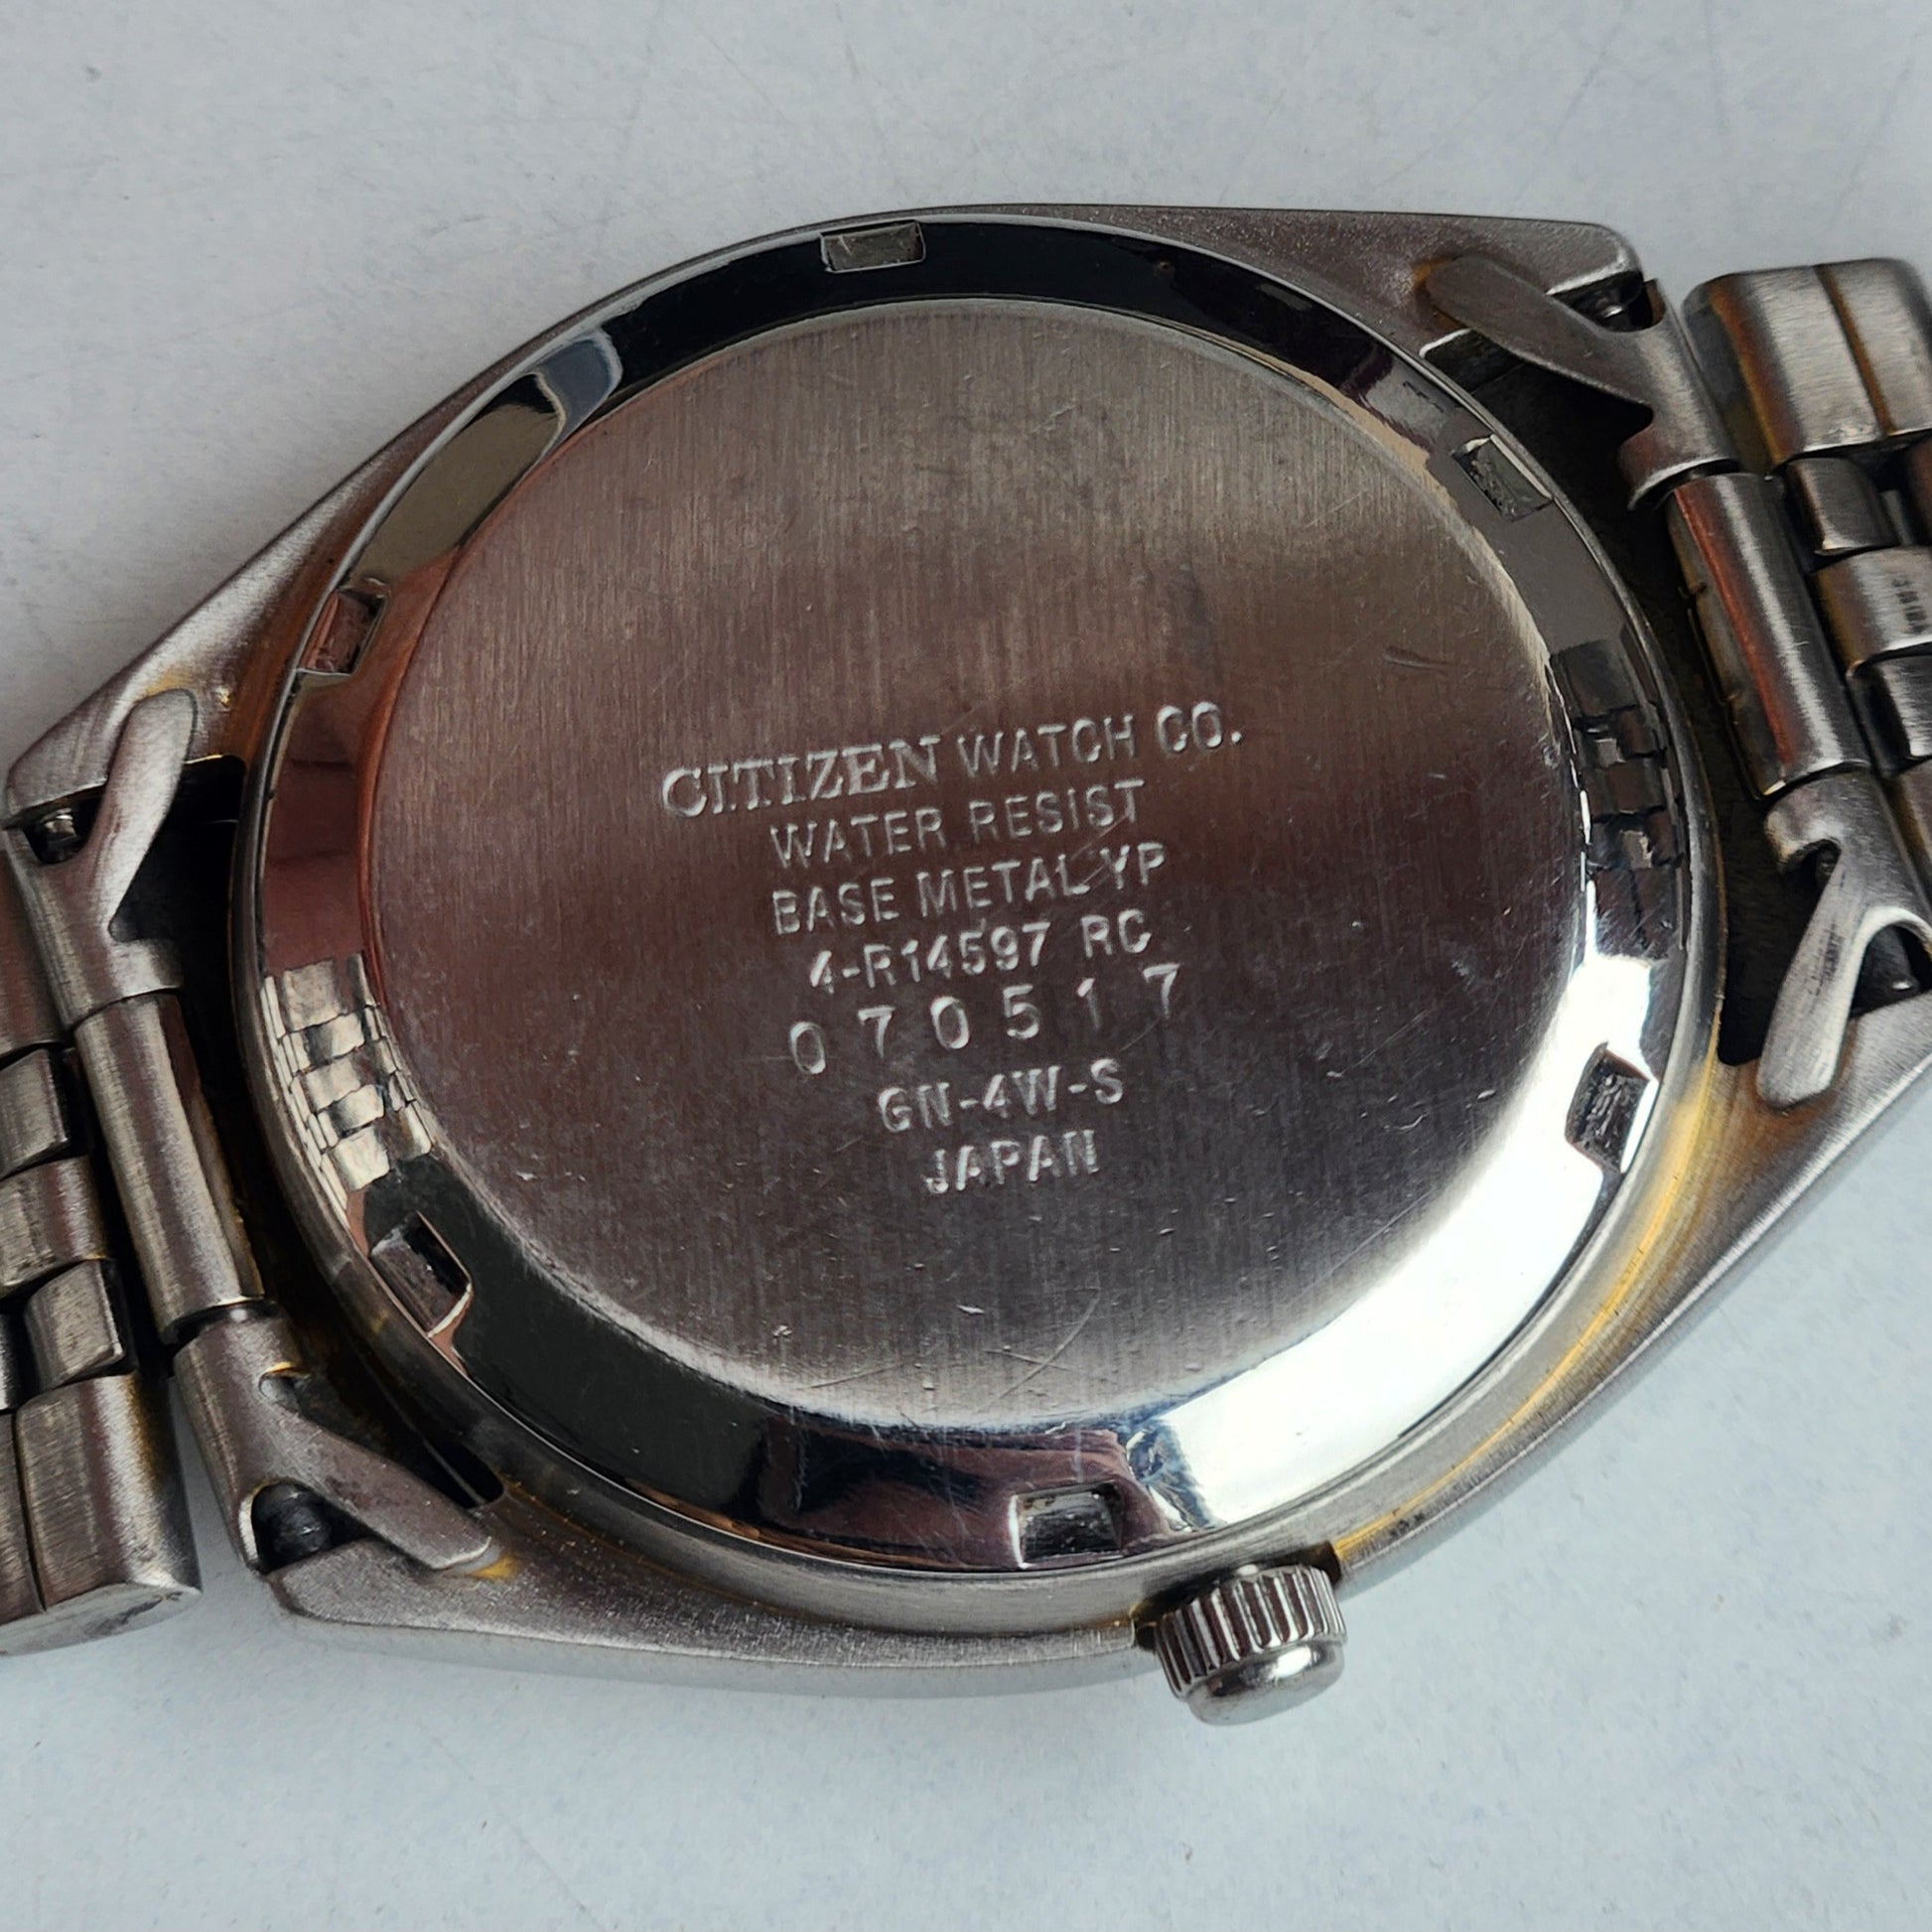 CITIZEN WATCH CO.
WATER RESIST
BASE METAL YP
4-R14597 RC
070517
GN-4W-S
JAPAN